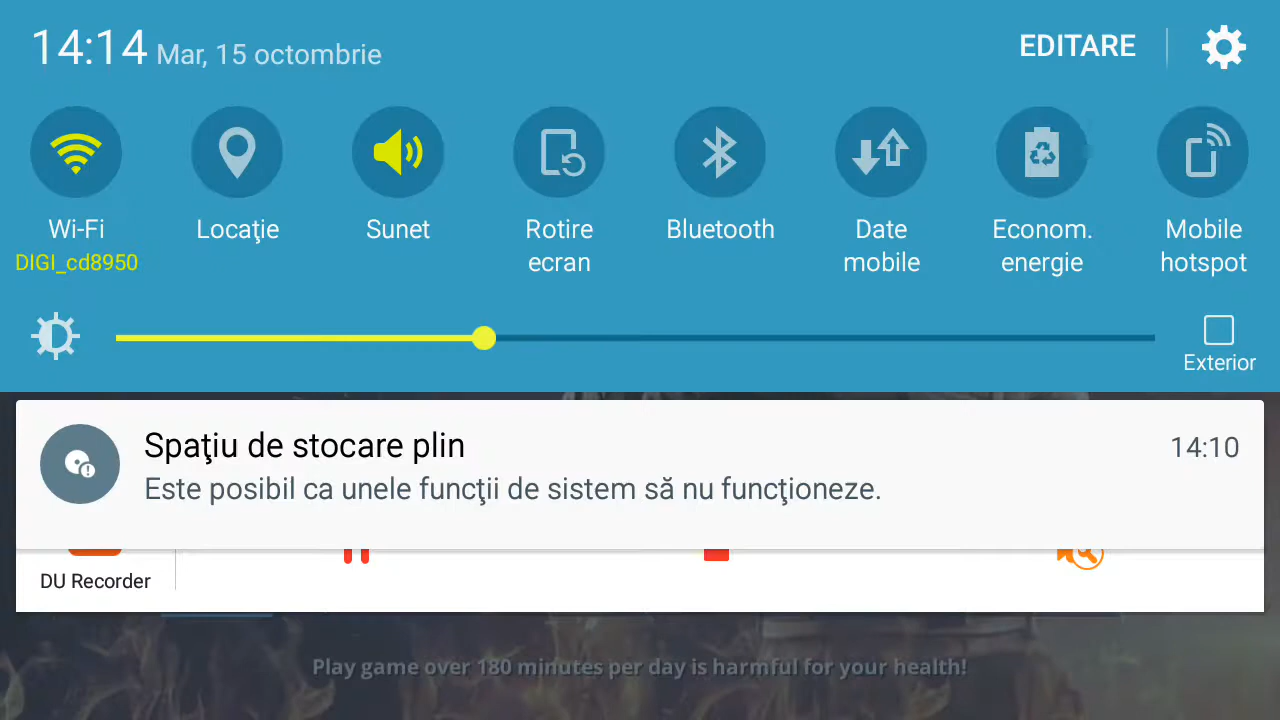 14:14 Mar, 15 octombrie EDITARE
Wi-Fi Locaţie Sunet Rotire ecran Bluetooth Date mobile Econom. energie Mobile hotspot
DIGI_cd8950
Exterior
Spaţiu de stocare plin 14:10
Este posibil ca unele funcţii de sistem să nu funcţioneze.
DU Recorder
Play game over 180 minutes per day is harmful for your health!